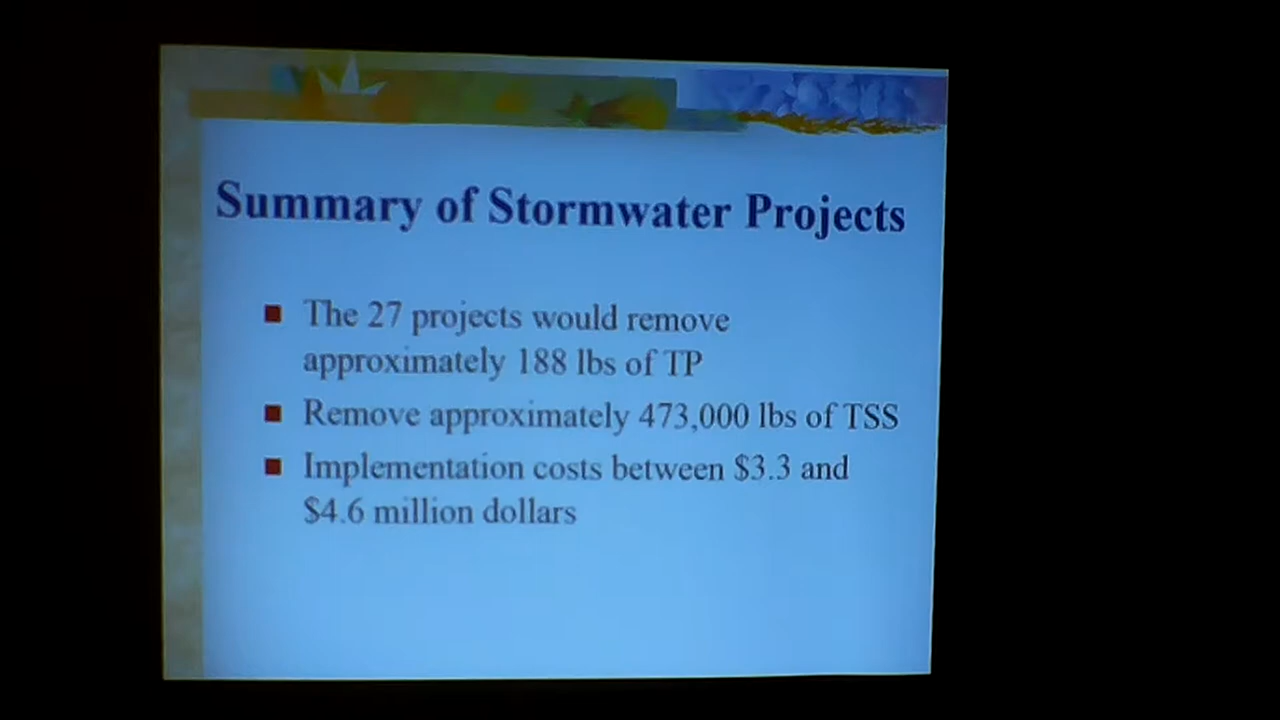 Summary of Stormwater Projects
The 27 projects would remove
approximately 188 lbs of TP
Remove approximately 473,000 lbs of TSS
Implementation costs between $3.3 and
$4.6 million dollars